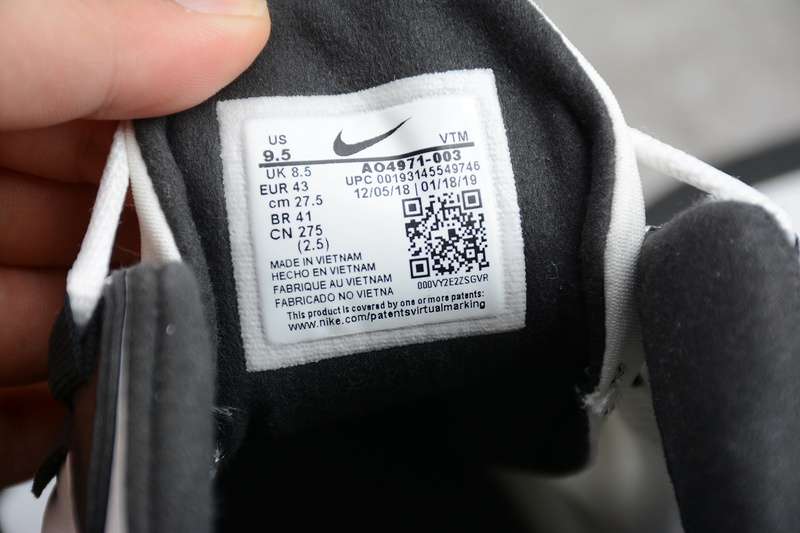 US
VTM
9.5
AO4971-003
UK 8.5
UPC 00193145549746
EUR 43
12/05/18 | 01/18/19
cm 27.5
BR 41
CN 275
(2.5)
MADE IN VIETNAM
HECHO EN VIETNAM
FABRIQUE AU VIETNAM
FABRICADO NO VIETNA
000VY2E2ZSGVR
This product is covered by one or more patents:
www.nike.com/patentsvirtualmarking